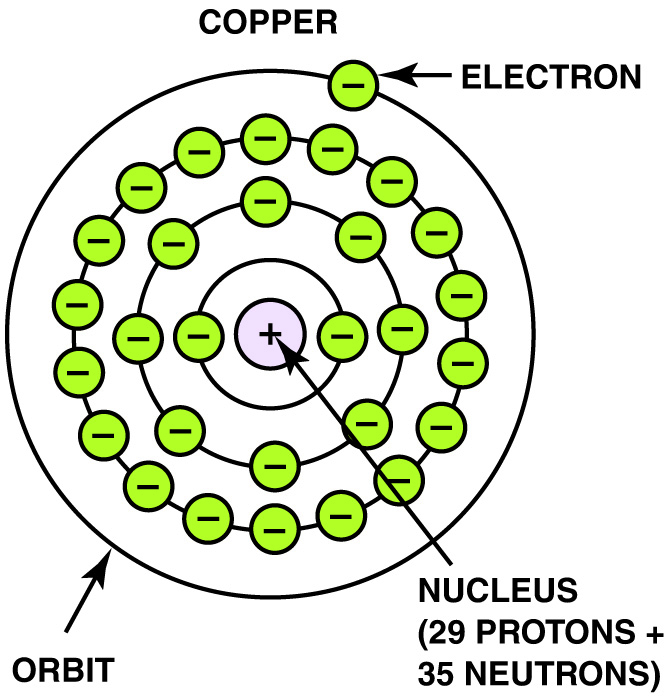 COPPER
ELECTRON
NUCLEUS
(29 PROTONS +
35 NEUTRONS)
ORBIT